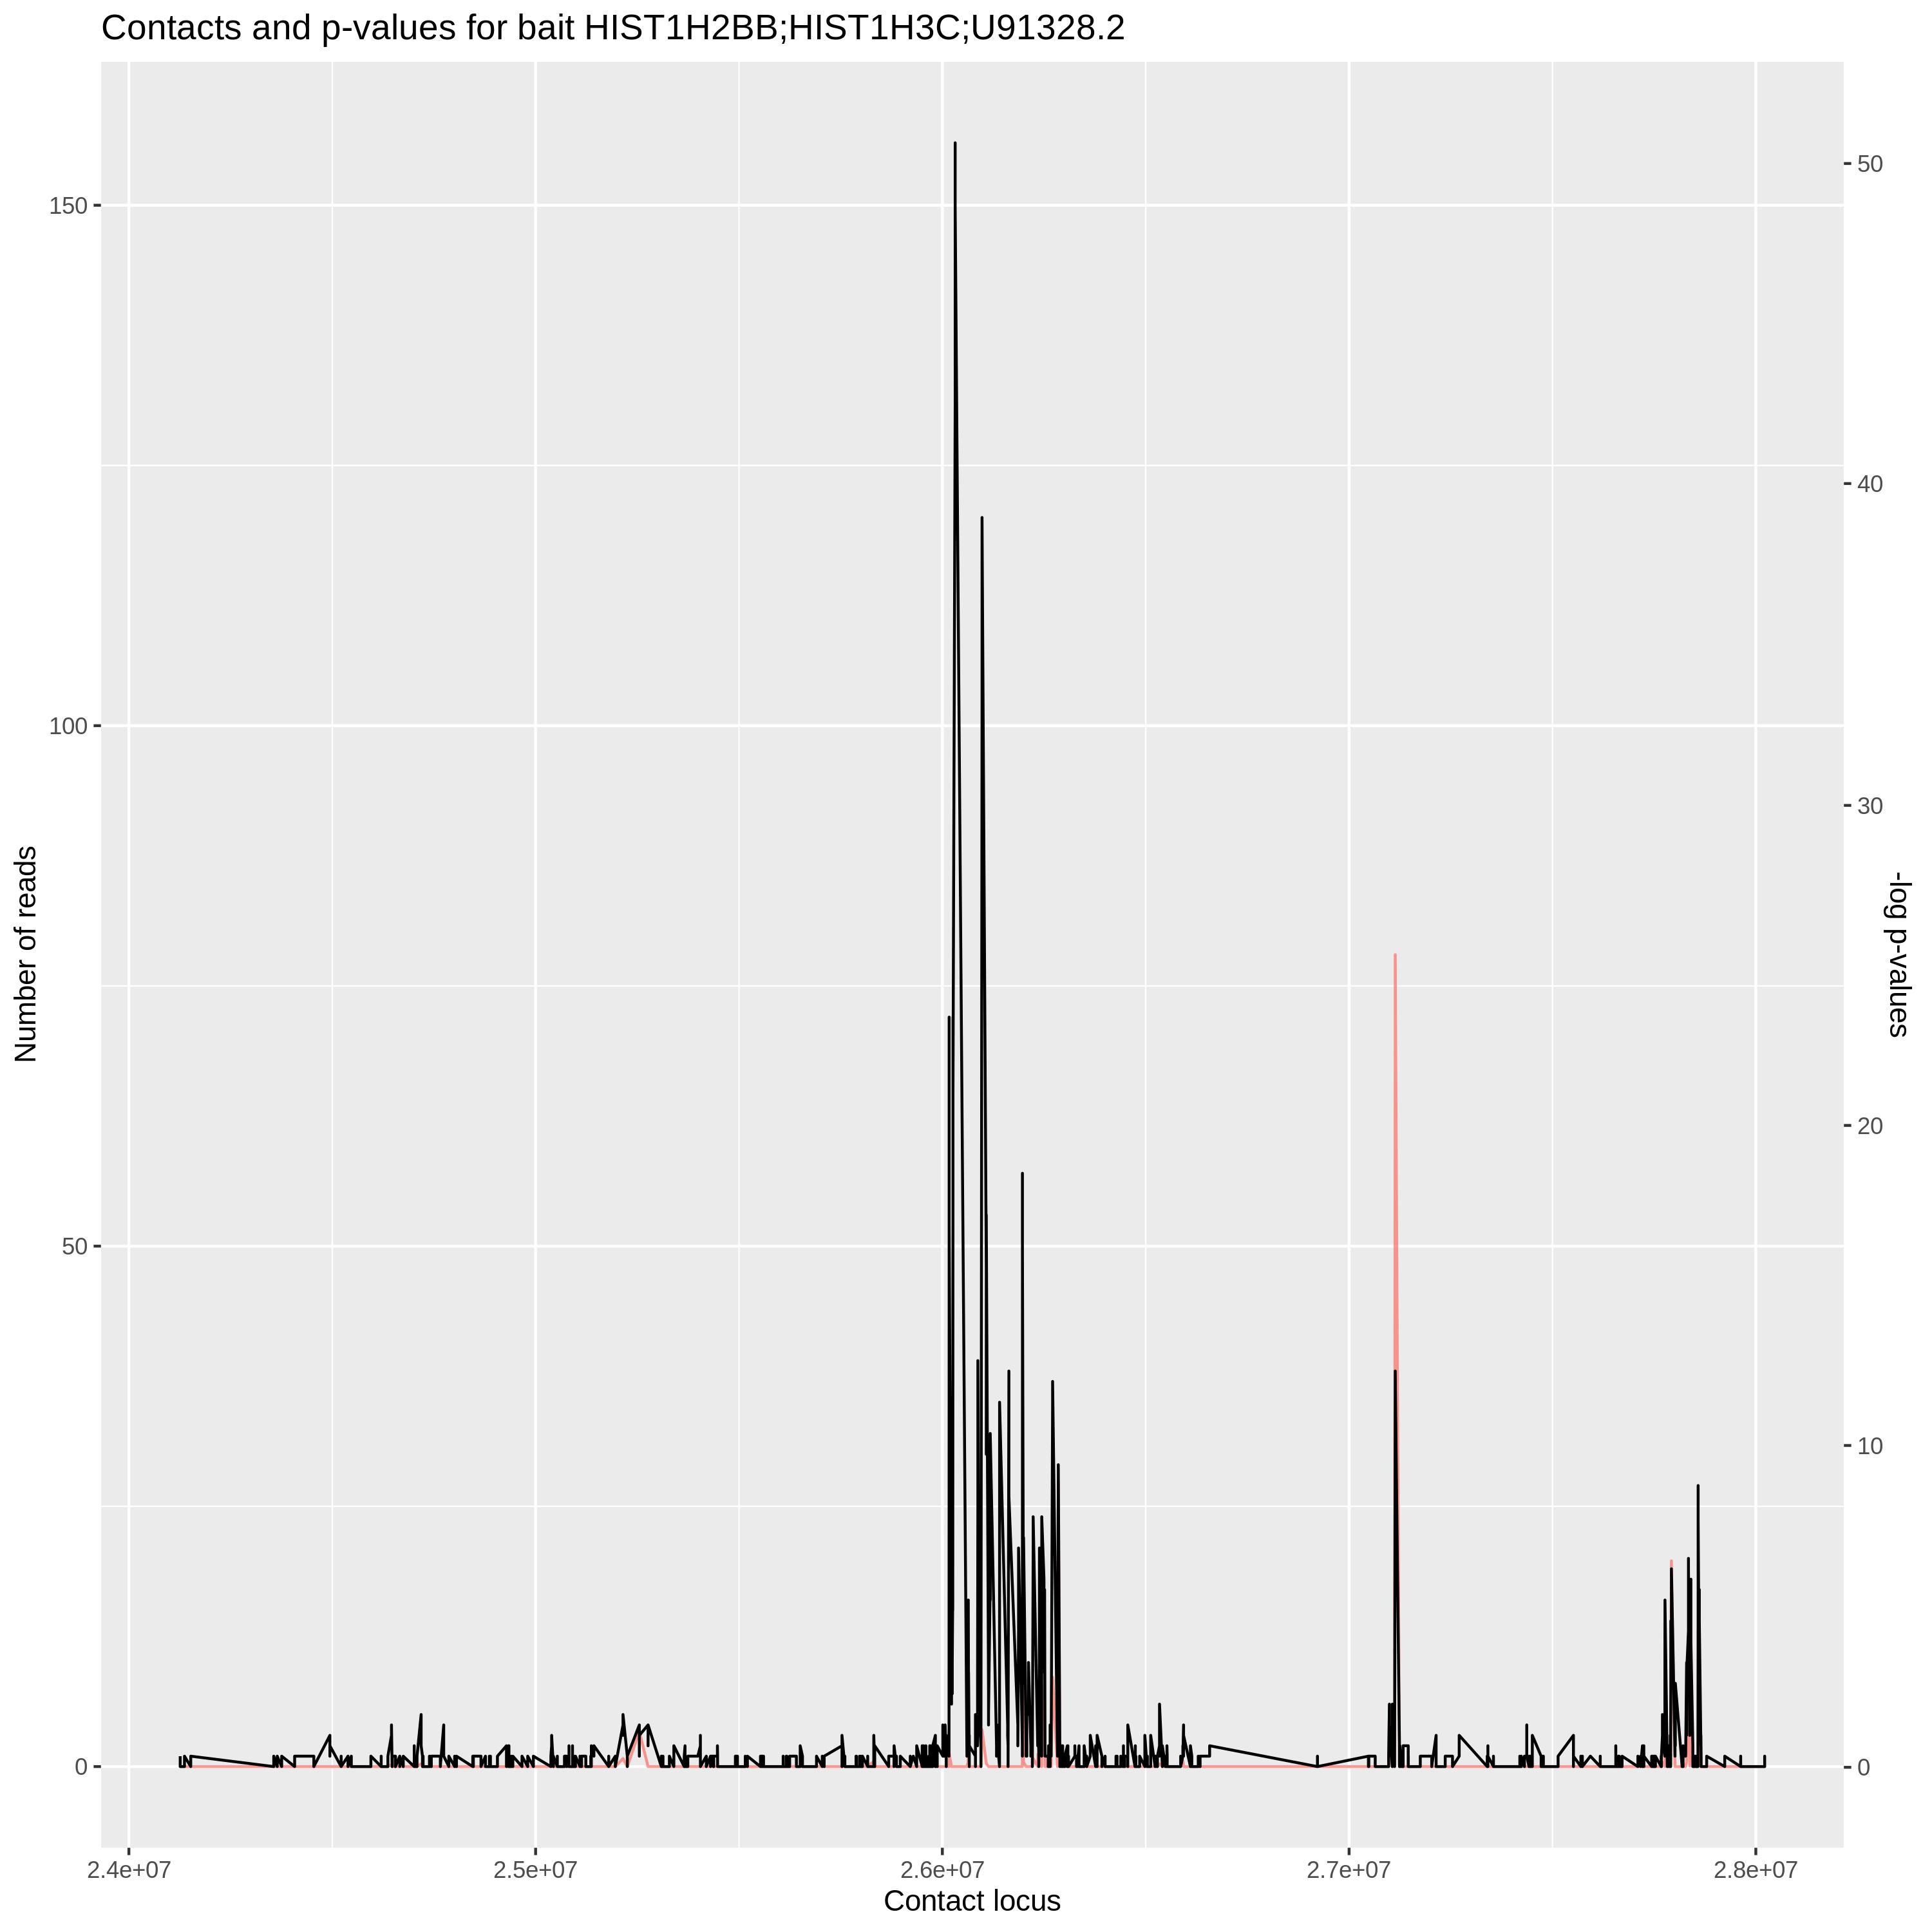 Contacts and p-values for bait HIST1H2BB;HIST1H3C;U91328.2
150
100
50
0
Number of reads
50
40
30
20
10
0
-log p-values
2.4e+07 2.5e+07 2.6e+07 2.7e+07 2.8e+07
Contact locus